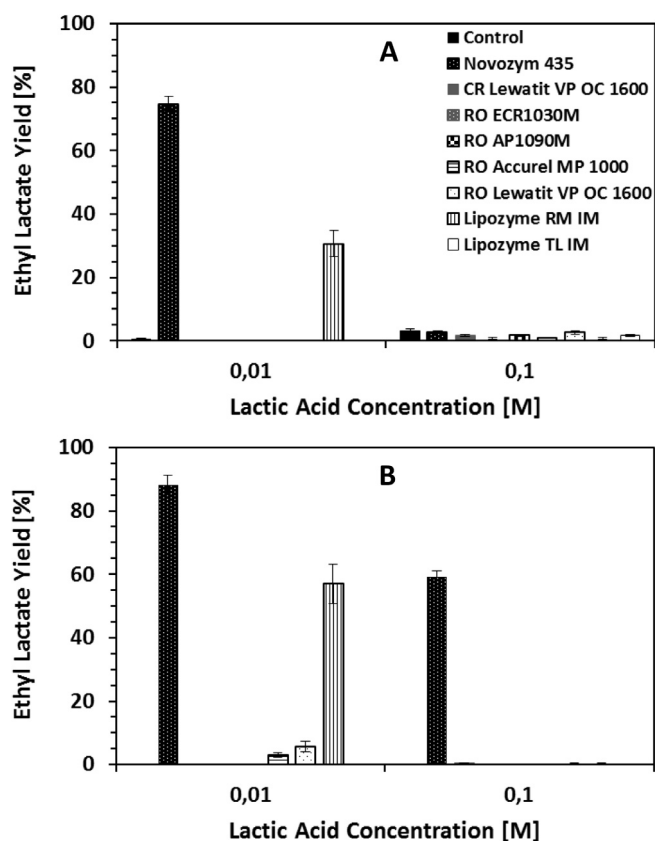 A
Control
Novozym 435
CR Lewatit VP OC 1600
RO ECR1030M
RO AP1090M
RO Accurel MP 1000
RO Lewatit VP OC 1600
Lipozyme RM IM
Lipozyme TL IM
Ethyl Lactate Yield [%]
100
80
60
40
20
0
0,01 0,1
Lactic Acid Concentration [M]
B
Ethyl Lactate Yield [%]
100
80
60
40
20
0
0,01 0,1
Lactic Acid Concentration [M]